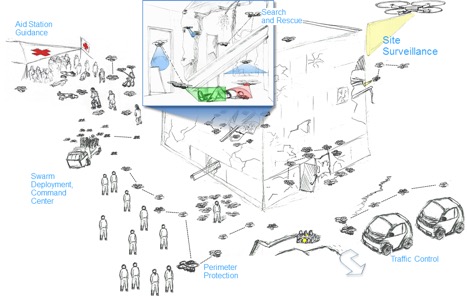 Aid Station
Guidance
Search
and Rescue
Site
Surveillance
Swarm
Deployment,
Command
Center
Perimeter
Protection
Traffic Control